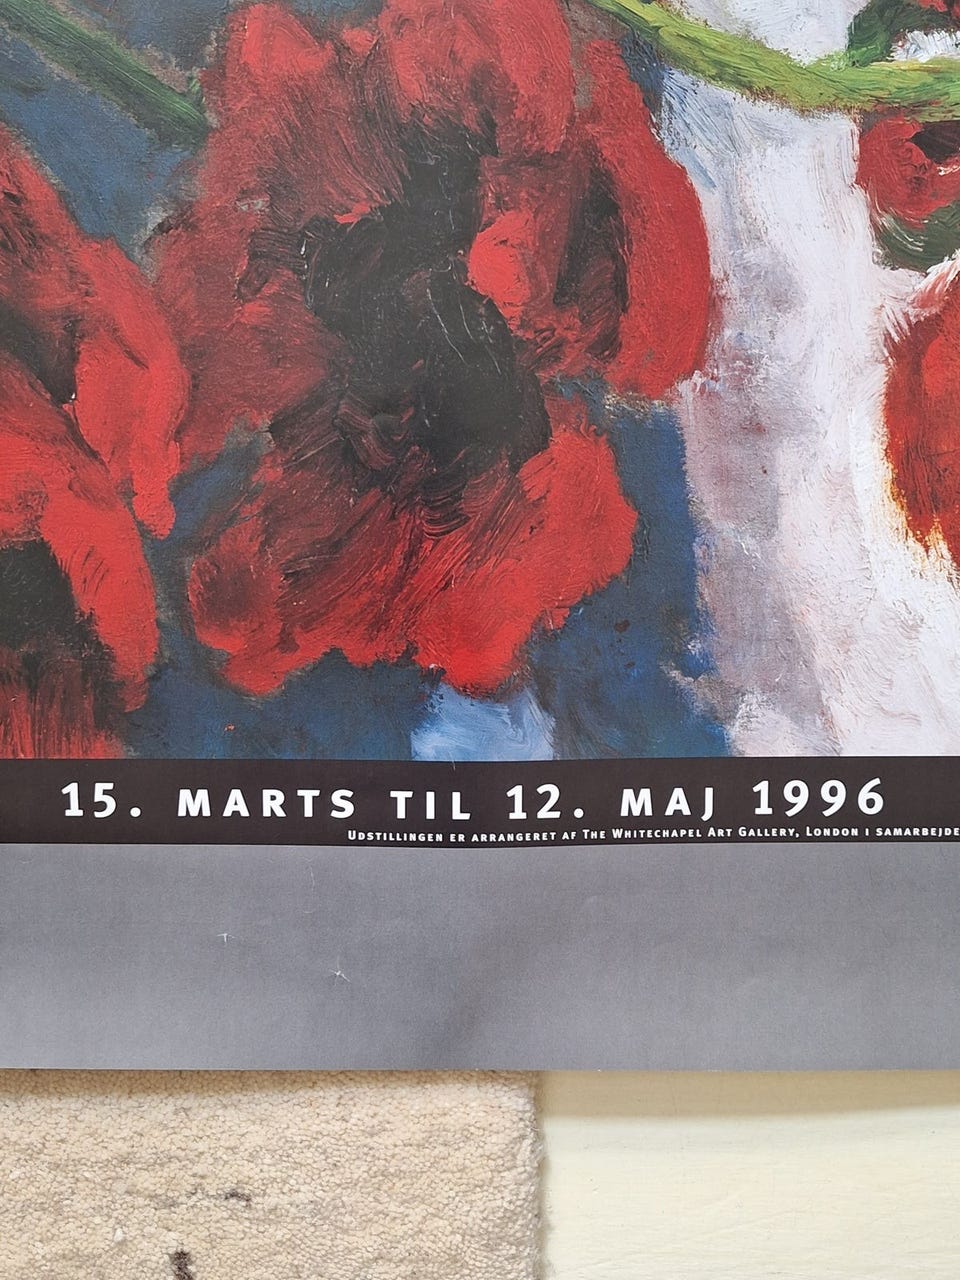 15. MARTS TIL 12. MAJ 1996
UDSTILLINGEN ER ARRANGERET AF THE WHITECHAPEL ART GALLERY, LONDON I SAMARBEJDE